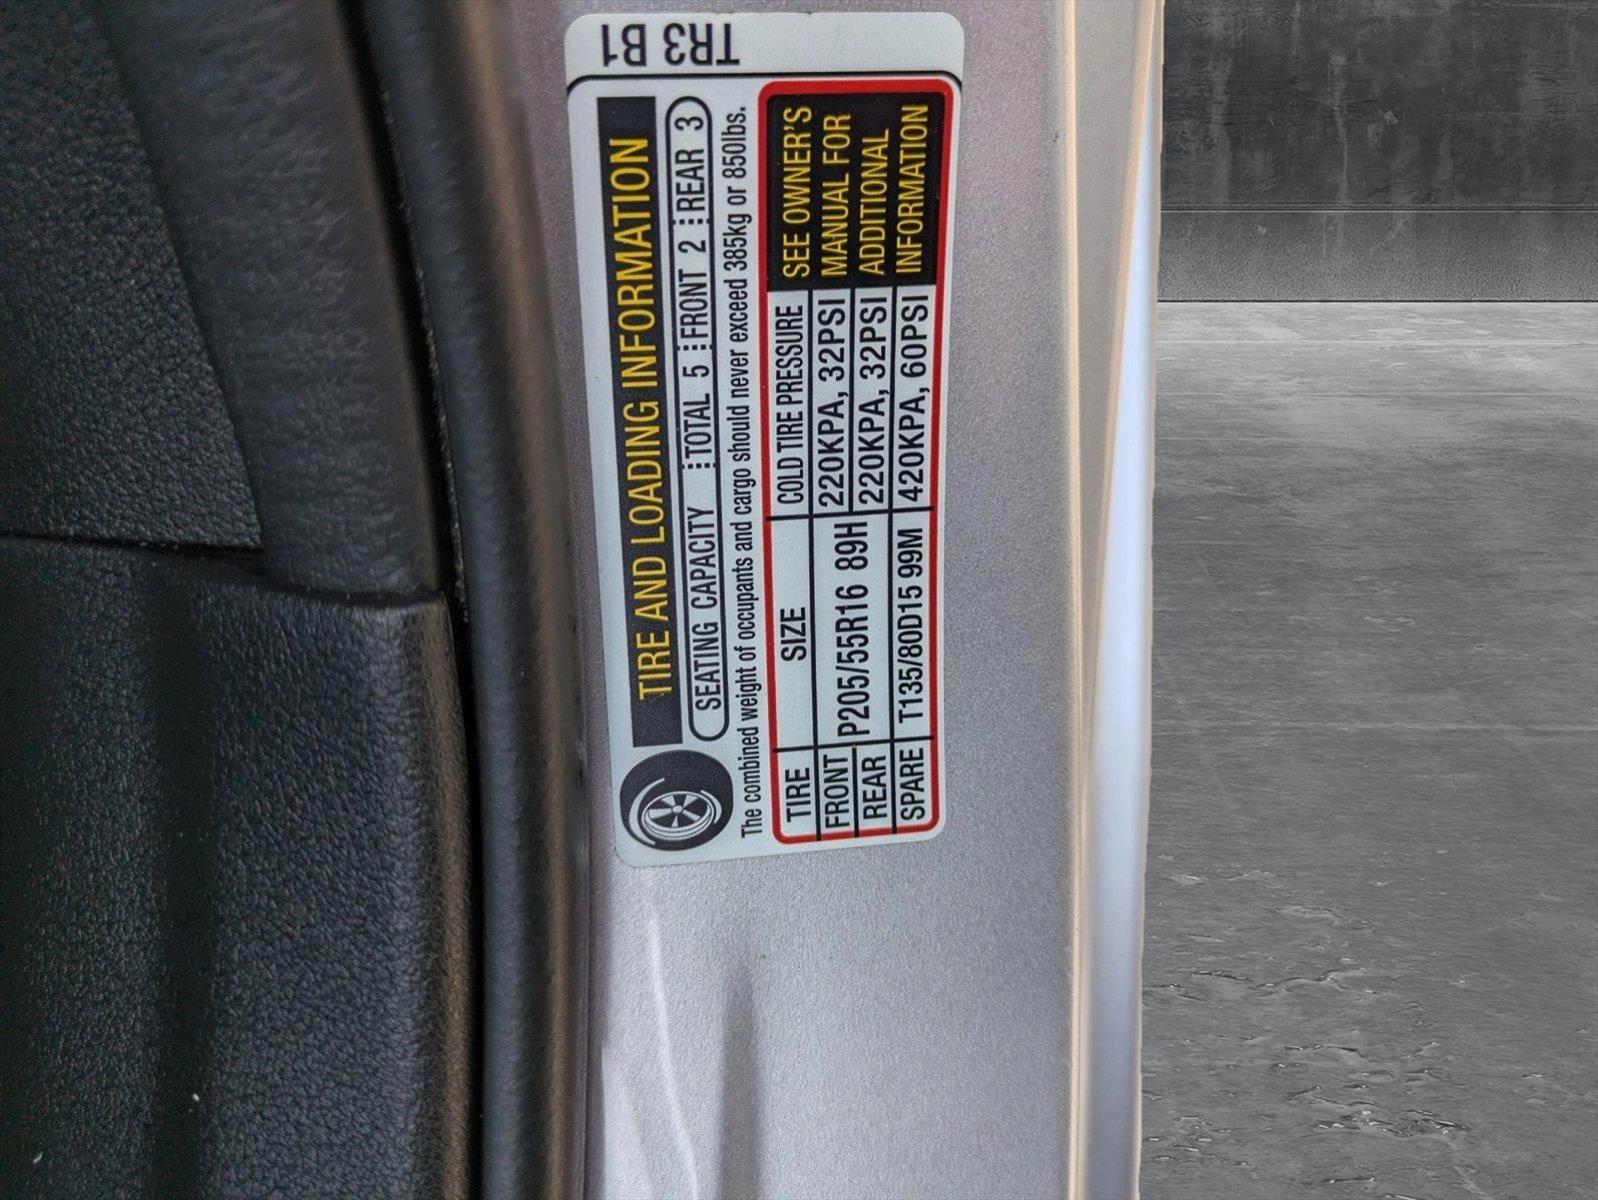 TR3 B1
TIRE AND LOADING INFORMATION
SEATING CAPACITY TOTAL 5 FRONT 2 REAR 3
The combined weight of occupants and cargo should never exceed 385kg or 850lbs.
TIRE SIZE COLD TIRE PRESSURE
FRONT P205/55R16 89H 220KPA, 32PSI
REAR 220KPA, 32PSI
SPARE T135/80D15 99M 420KPA, 60PSI
SEE OWNER'S
MANUAL FOR
ADDITIONAL
INFORMATION